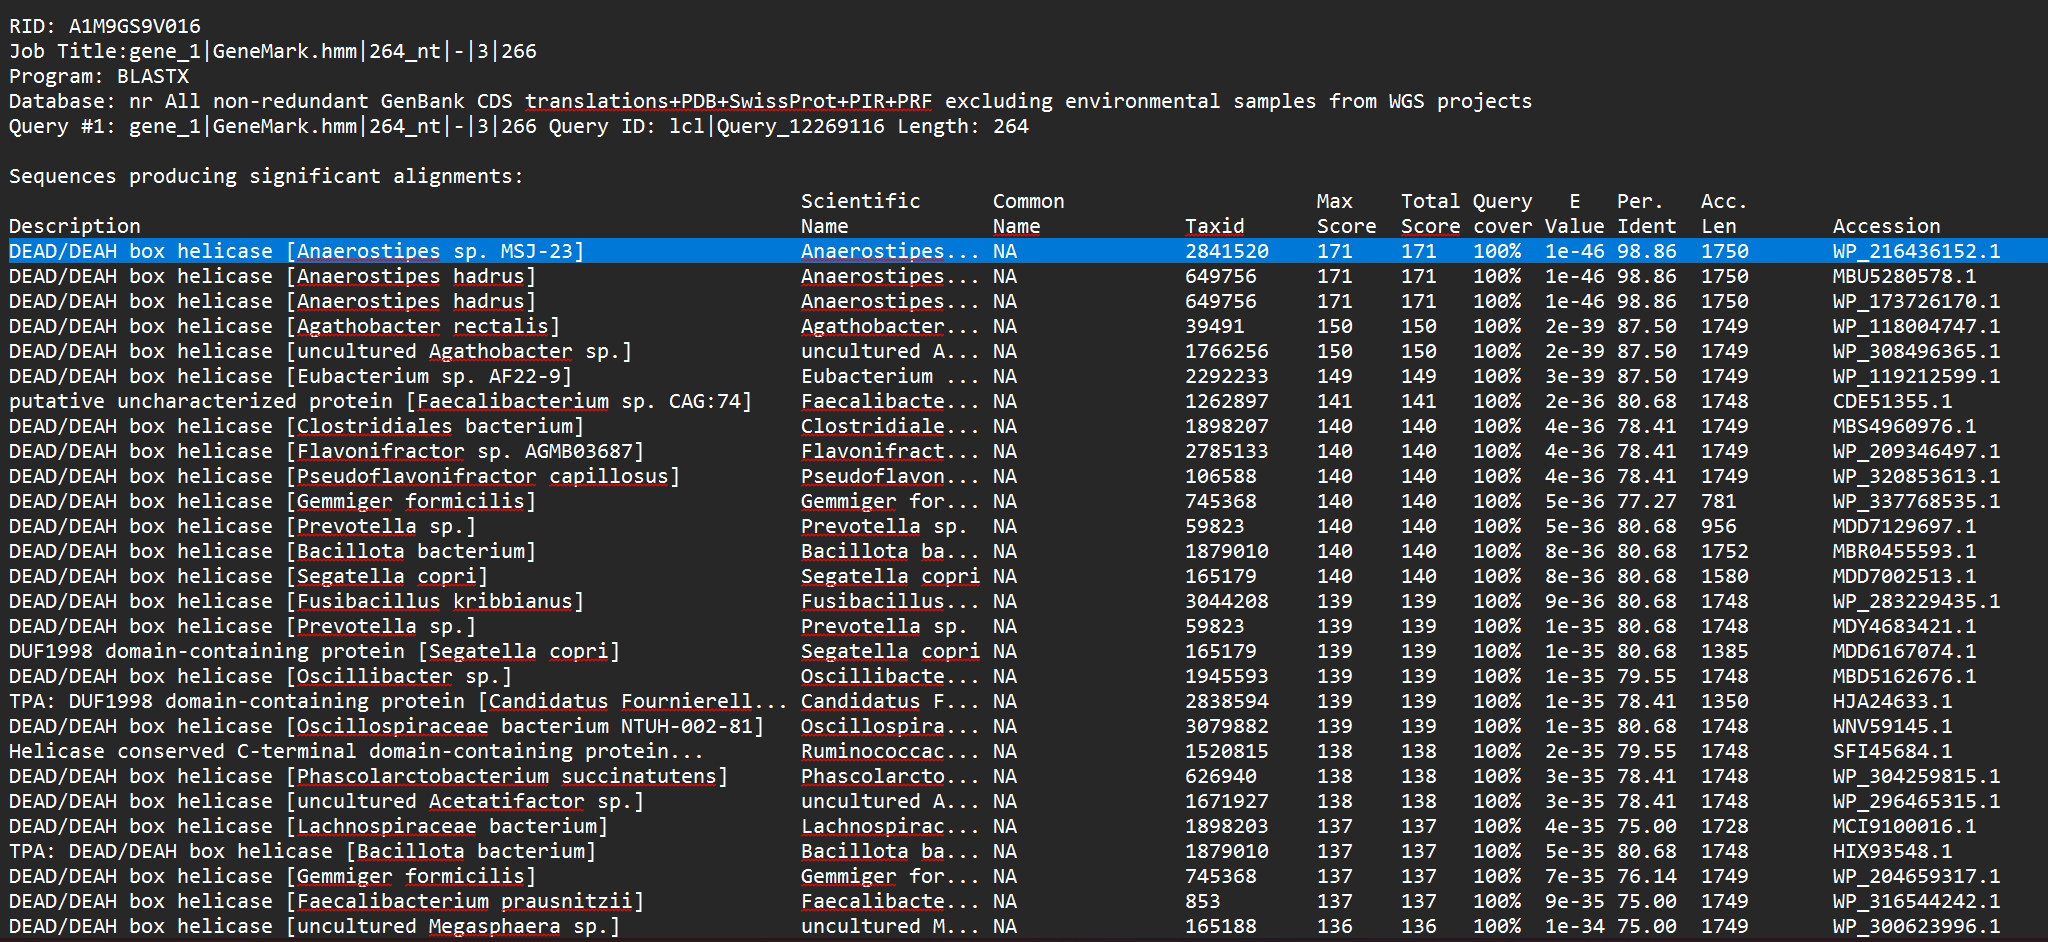 RID: A1M9GS9V016
Job Title:gene_1|GeneMark.hmm|264_nt|-|3|266
Program: BLASTX
Database: nr All non-redundant GenBank CDS translations+PDB+SwissProt+PIR+PRF excluding environmental samples from WGS projects
Query #1: gene_1|GeneMark.hmm|264_nt|-|3|266 Query ID: lcl|Query_12269116 Length: 264
Sequences producing significant alignments:
Scientific Common Max Total Query E Per. Acc.
Description Name Name Taxid Score Score cover Value Ident Len Accession
DEAD/DEAH box helicase [Anaerostipes sp. MSJ-23] Anaerostipes... NA 2841520 171 171 100% 1e-46 98.86 1750 WP_216436152.1
DEAD/DEAH box helicase [Anaerostipes hadrus] Anaerostipes... NA 649756 171 171 100% 1e-46 98.86 1750 MBU5280578.1
DEAD/DEAH box helicase [Anaerostipes hadrus] Anaerostipes... NA 649756 171 171 100% 1e-46 98.86 1750 WP_173726170.1
DEAD/DEAH box helicase [Agathobacter rectalis] Agathobacter... NA 39491 150 150 100% 2e-39 87.50 1749 WP_118004747.1
DEAD/DEAH box helicase [uncultured Agathobacter sp.] uncultured A... NA 1766256 150 150 100% 2e-39 87.50 1749 WP_308496365.1
DEAD/DEAH box helicase [Eubacterium sp. AF22-9] Eubacterium ... NA 2292233 149 149 100% 3e-39 87.50 1749 WP_119212599.1
putative uncharacterized protein [Faecalibacterium sp. CAG:74] Faecalibacte... NA 1262897 141 141 100% 2e-36 80.68 1748 CDE51355.1
DEAD/DEAH box helicase [Clostridiales bacterium] Clostridiale... NA 1898207 140 140 100% 4e-36 78.41 1749 MBS4960976.1
DEAD/DEAH box helicase [Flavonifractor sp. AGMB03687] Flavonifract... NA 2785133 140 140 100% 4e-36 78.41 1749 WP_209346497.1
DEAD/DEAH box helicase [Pseudoflavonifractor capillosus] Pseudoflavon... NA 106588 140 140 100% 4e-36 78.41 1749 WP_320853613.1
DEAD/DEAH box helicase [Gemmiger formicilis] Gemmiger for... NA 745368 140 140 100% 5e-36 77.27 781 WP_337768535.1
DEAD/DEAH box helicase [Prevotella sp.] Prevotella sp. NA 59823 140 140 100% 5e-36 80.68 956 MDD7129697.1
DEAD/DEAH box helicase [Bacillota bacterium] Bacillota ba... NA 1879010 140 140 100% 8e-36 80.68 1752 MBR0455593.1
DEAD/DEAH box helicase [Segatella copri] Segatella copri NA 165179 140 140 100% 8e-36 80.68 1580 MDD7002513.1
DEAD/DEAH box helicase [Fusibacillus kribbianus] Fusibacillus... NA 3044208 139 139 100% 9e-36 80.68 1748 WP_283229435.1
DEAD/DEAH box helicase [Prevotella sp.] Prevotella sp. NA 59823 139 139 100% 1e-35 80.68 1748 MDY4683421.1
DUF1998 domain-containing protein [Segatella copri] Segatella copri NA 165179 139 139 100% 1e-35 80.68 1385 MDD6167074.1
DEAD/DEAH box helicase [Oscillibacter sp.] Oscillibacte... NA 1945593 139 139 100% 1e-35 79.55 1748 MBD5162676.1
TPA: DUF1998 domain-containing protein [Candidatus Fournierell... Candidatus F... NA 2838594 139 139 100% 1e-35 78.41 1350 HJA24633.1
DEAD/DEAH box helicase [Oscillospiraceae bacterium NTUH-002-81] Oscillospira... NA 3079882 139 139 100% 1e-35 80.68 1748 WNV59145.1
Helicase conserved C-terminal domain-containing protein... Ruminococcac... NA 1520815 138 138 100% 2e-35 79.55 1748 SFI45684.1
DEAD/DEAH box helicase [Phascolarctobacterium succinatutens] Phascolarcto... NA 626940 138 138 100% 3e-35 78.41 1748 WP_304259815.1
DEAD/DEAH box helicase [uncultured Acetatifactor sp.] uncultured A... NA 1671927 138 138 100% 3e-35 78.41 1748 WP_296465315.1
DEAD/DEAH box helicase [Lachnospiraceae bacterium] Lachnospirac... NA 1898203 137 137 100% 4e-35 75.00 1728 MCI9100016.1
TPA: DEAD/DEAH box helicase [Bacillota bacterium] Bacillota ba... NA 1879010 137 137 100% 5e-35 80.68 1748 HIX93548.1
DEAD/DEAH box helicase [Gemmiger formicilis] Gemmiger for... NA 745368 137 137 100% 7e-35 76.14 1749 WP_204659317.1
DEAD/DEAH box helicase [Faecalibacterium prausnitzii] Faecalibacte... NA 853 137 137 100% 9e-35 75.00 1749 WP_316544242.1
DEAD/DEAH box helicase [uncultured Megasphaera sp.] uncultured M... NA 165188 136 136 100% 1e-34 75.00 1749 WP_300623996.1